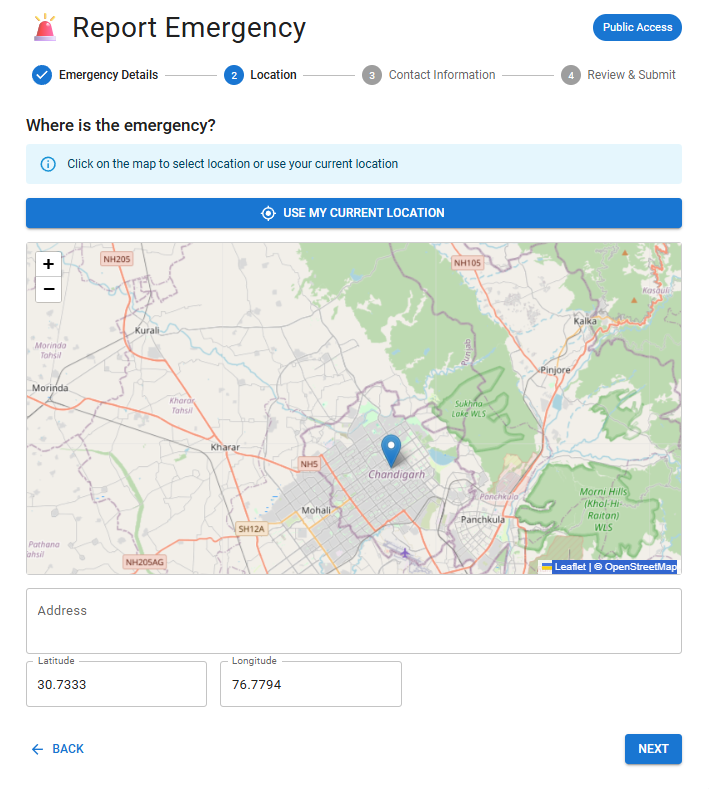 Report Emergency
Public Access
Emergency Details
2 Location
3 Contact Information
4 Review & Submit
Where is the emergency?
Click on the map to select location or use your current location
USE MY CURRENT LOCATION
+
−
NH205
NH105
Kasauli
Kalka
Kurali
Morinda
Tahsil
Punjab
Pinjore
Morinda
Kharar
Tahsil
Sukhna
Lake WLS
Kharar
NH5
Chandigarh
Panchkula
Morni Hills
(Khol-Hi-
Raitan)
WLS
Mohali
Panchkula
SH12A
Pathana
Tahsil
NH205AG
Leaflet | © OpenStreetMap
Address
Latitude
30.7333
Longitude
76.7794
BACK
NEXT